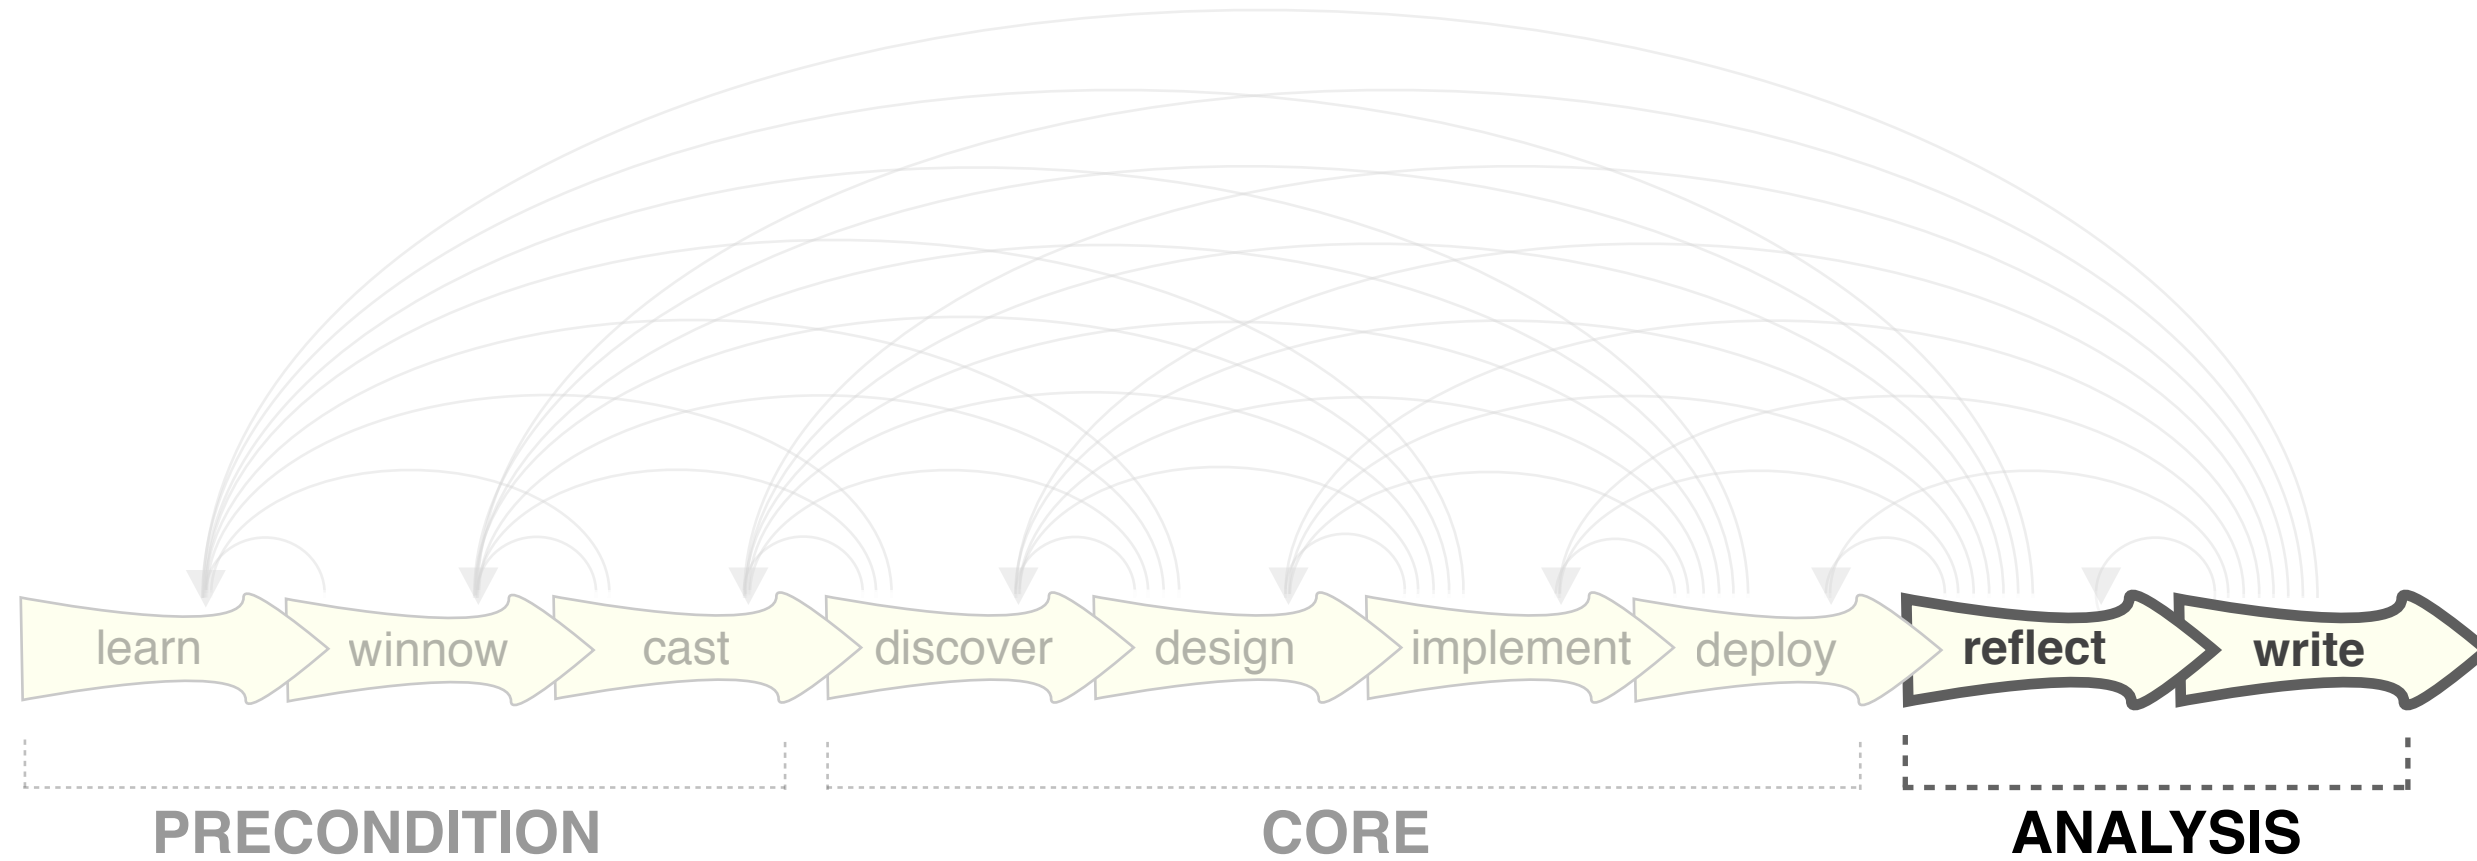 learn winnow cast discover design implement deploy reflect write
PRECONDITION CORE ANALYSIS